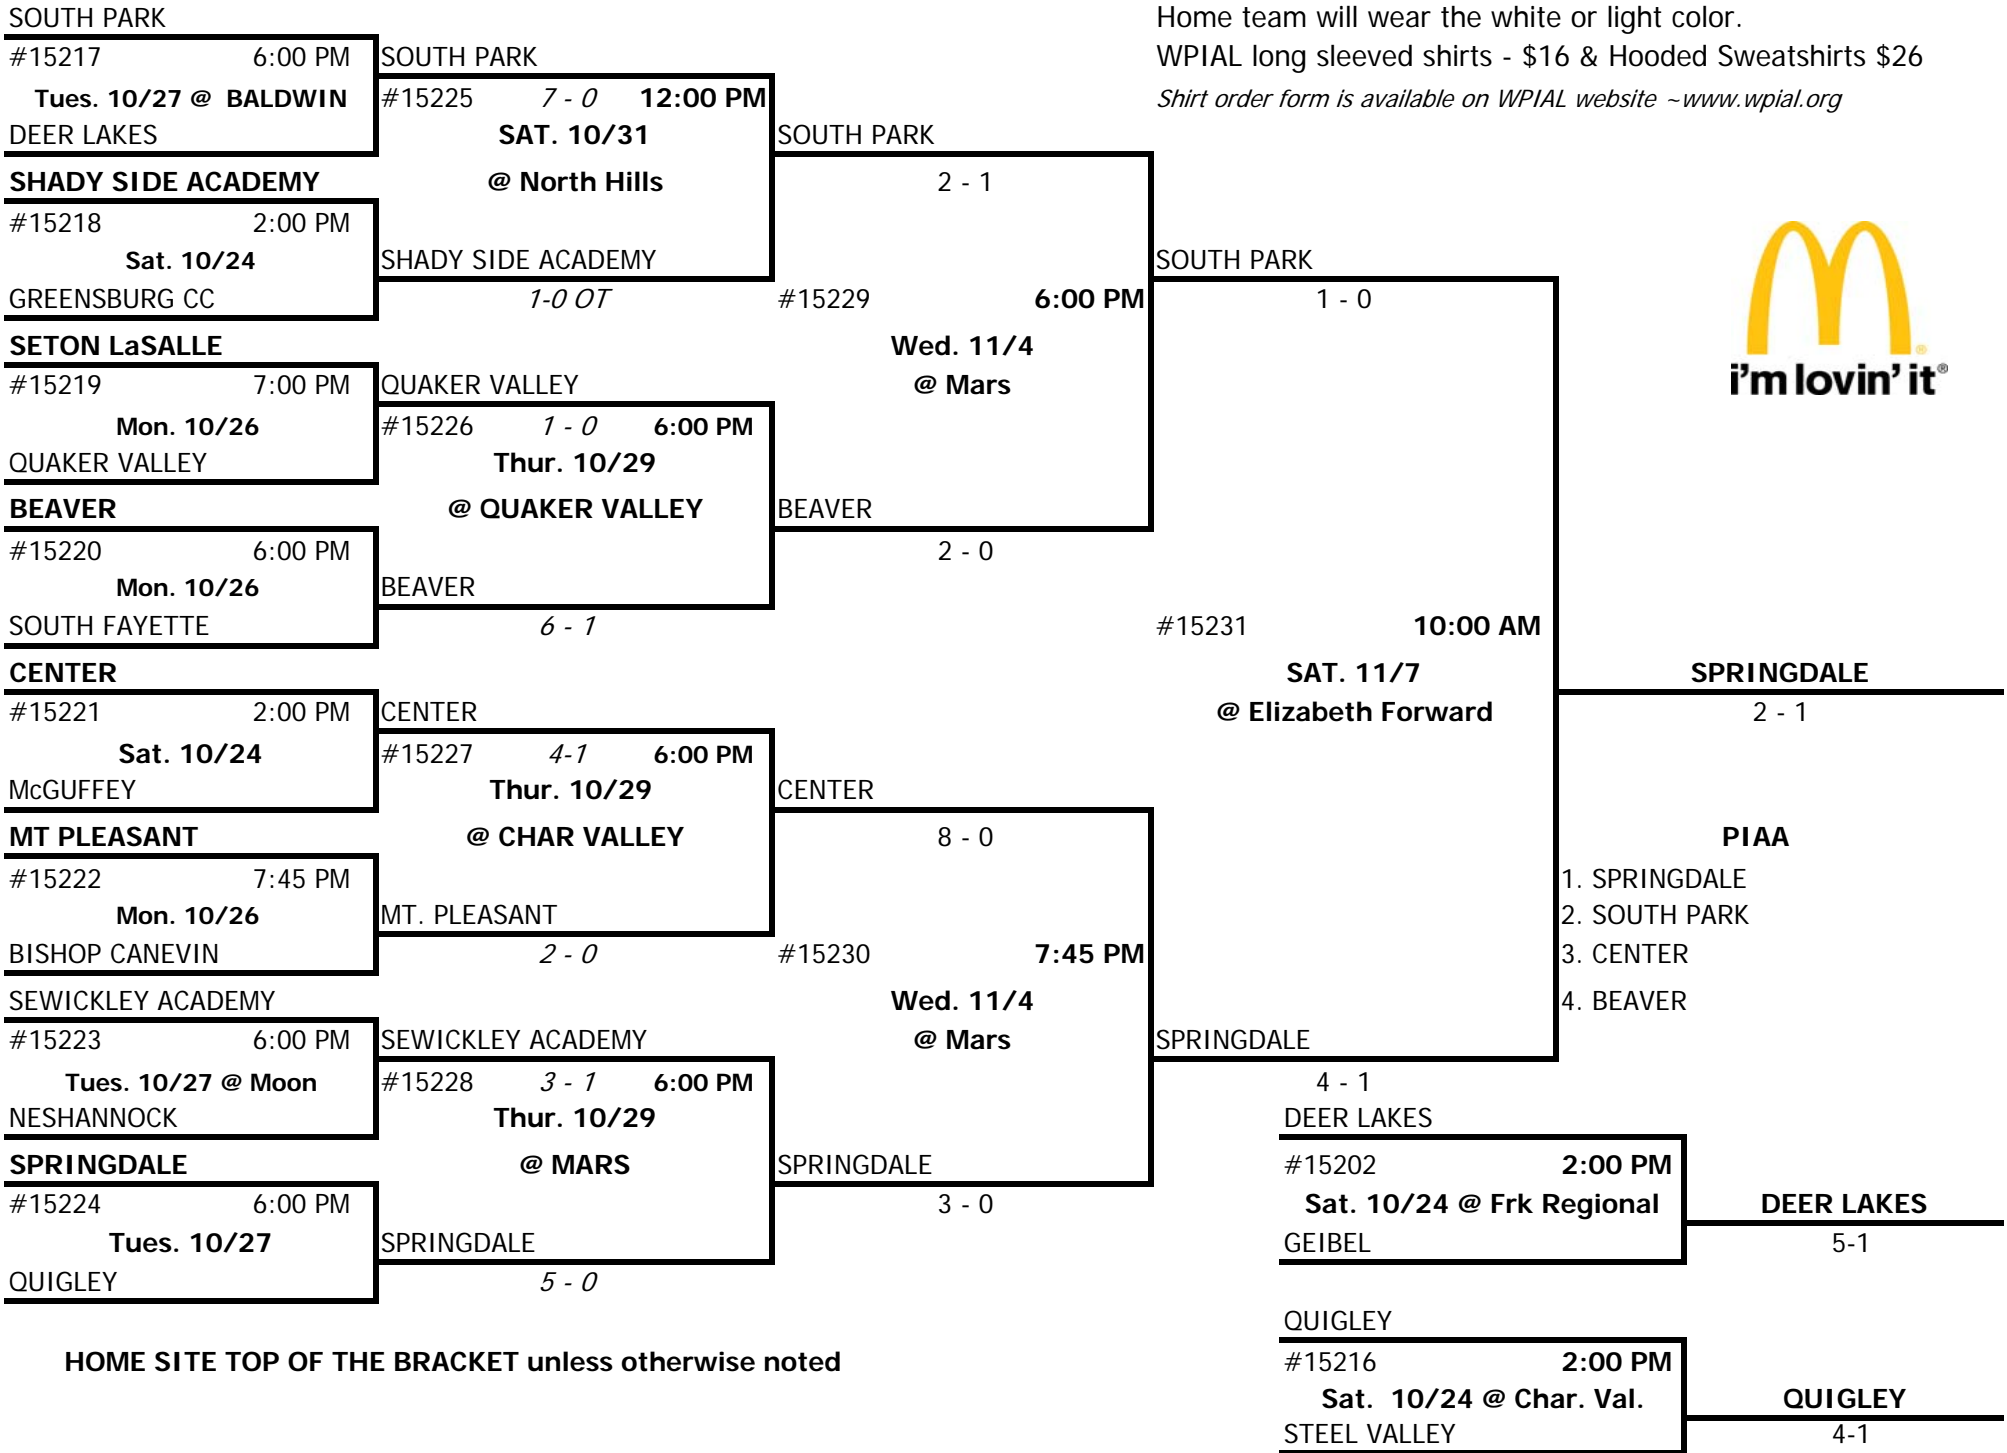 SOUTH PARK
Home team will wear the white or light color.
#15217 6:00 PM SOUTH PARK
WPIAL long sleeved shirts - $16 & Hooded Sweatshirts $26
Tues. 10/27 @ BALDWIN #15225 7 - 0 12:00 PM
Shirt order form is available on WPIAL website ~www.wpial.org
DEER LAKES SAT. 10/31 SOUTH PARK
SHADY SIDE ACADEMY @ North Hills 2 - 1
#15218 2:00 PM
Sat. 10/24 SHADY SIDE ACADEMY SOUTH PARK
GREENSBURG CC 1-0 OT #15229 6:00 PM 1 - 0
SETON LaSALLE Wed. 11/4
i'm lovin' it®
#15219 7:00 PM QUAKER VALLEY @ Mars
Mon. 10/26 #15226 1 - 0 6:00 PM
QUAKER VALLEY Thur. 10/29
BEAVER @ QUAKER VALLEY BEAVER
#15220 6:00 PM 2 - 0
Mon. 10/26 BEAVER
SOUTH FAYETTE 6 - 1 #15231 10:00 AM
CENTER SAT. 11/7 SPRINGDALE
#15221 2:00 PM CENTER @ Elizabeth Forward 2 - 1
Sat. 10/24 #15227 4-1 6:00 PM
McGUFFEY Thur. 10/29 CENTER
MT PLEASANT @ CHAR VALLEY 8 - 0 PIAA
#15222 7:45 PM 1. SPRINGDALE
Mon. 10/26 MT. PLEASANT 2. SOUTH PARK
BISHOP CANEVIN 2 - 0 #15230 7:45 PM 3. CENTER
SEWICKLEY ACADEMY Wed. 11/4 4. BEAVER
#15223 6:00 PM SEWICKLEY ACADEMY @ Mars SPRINGDALE
Tues. 10/27 @ Moon #15228 3 - 1 6:00 PM 4 - 1
NESHANNOCK Thur. 10/29 DEER LAKES
SPRINGDALE @ MARS SPRINGDALE #15202 2:00 PM
#15224 6:00 PM 3 - 0 Sat. 10/24 @ Frk Regional DEER LAKES
Tues. 10/27 SPRINGDALE GEIBEL 5-1
QUIGLEY 5 - 0
QUIGLEY
HOME SITE TOP OF THE BRACKET unless otherwise noted #15216 2:00 PM
Sat. 10/24 @ Char. Val. QUIGLEY
STEEL VALLEY 4-1